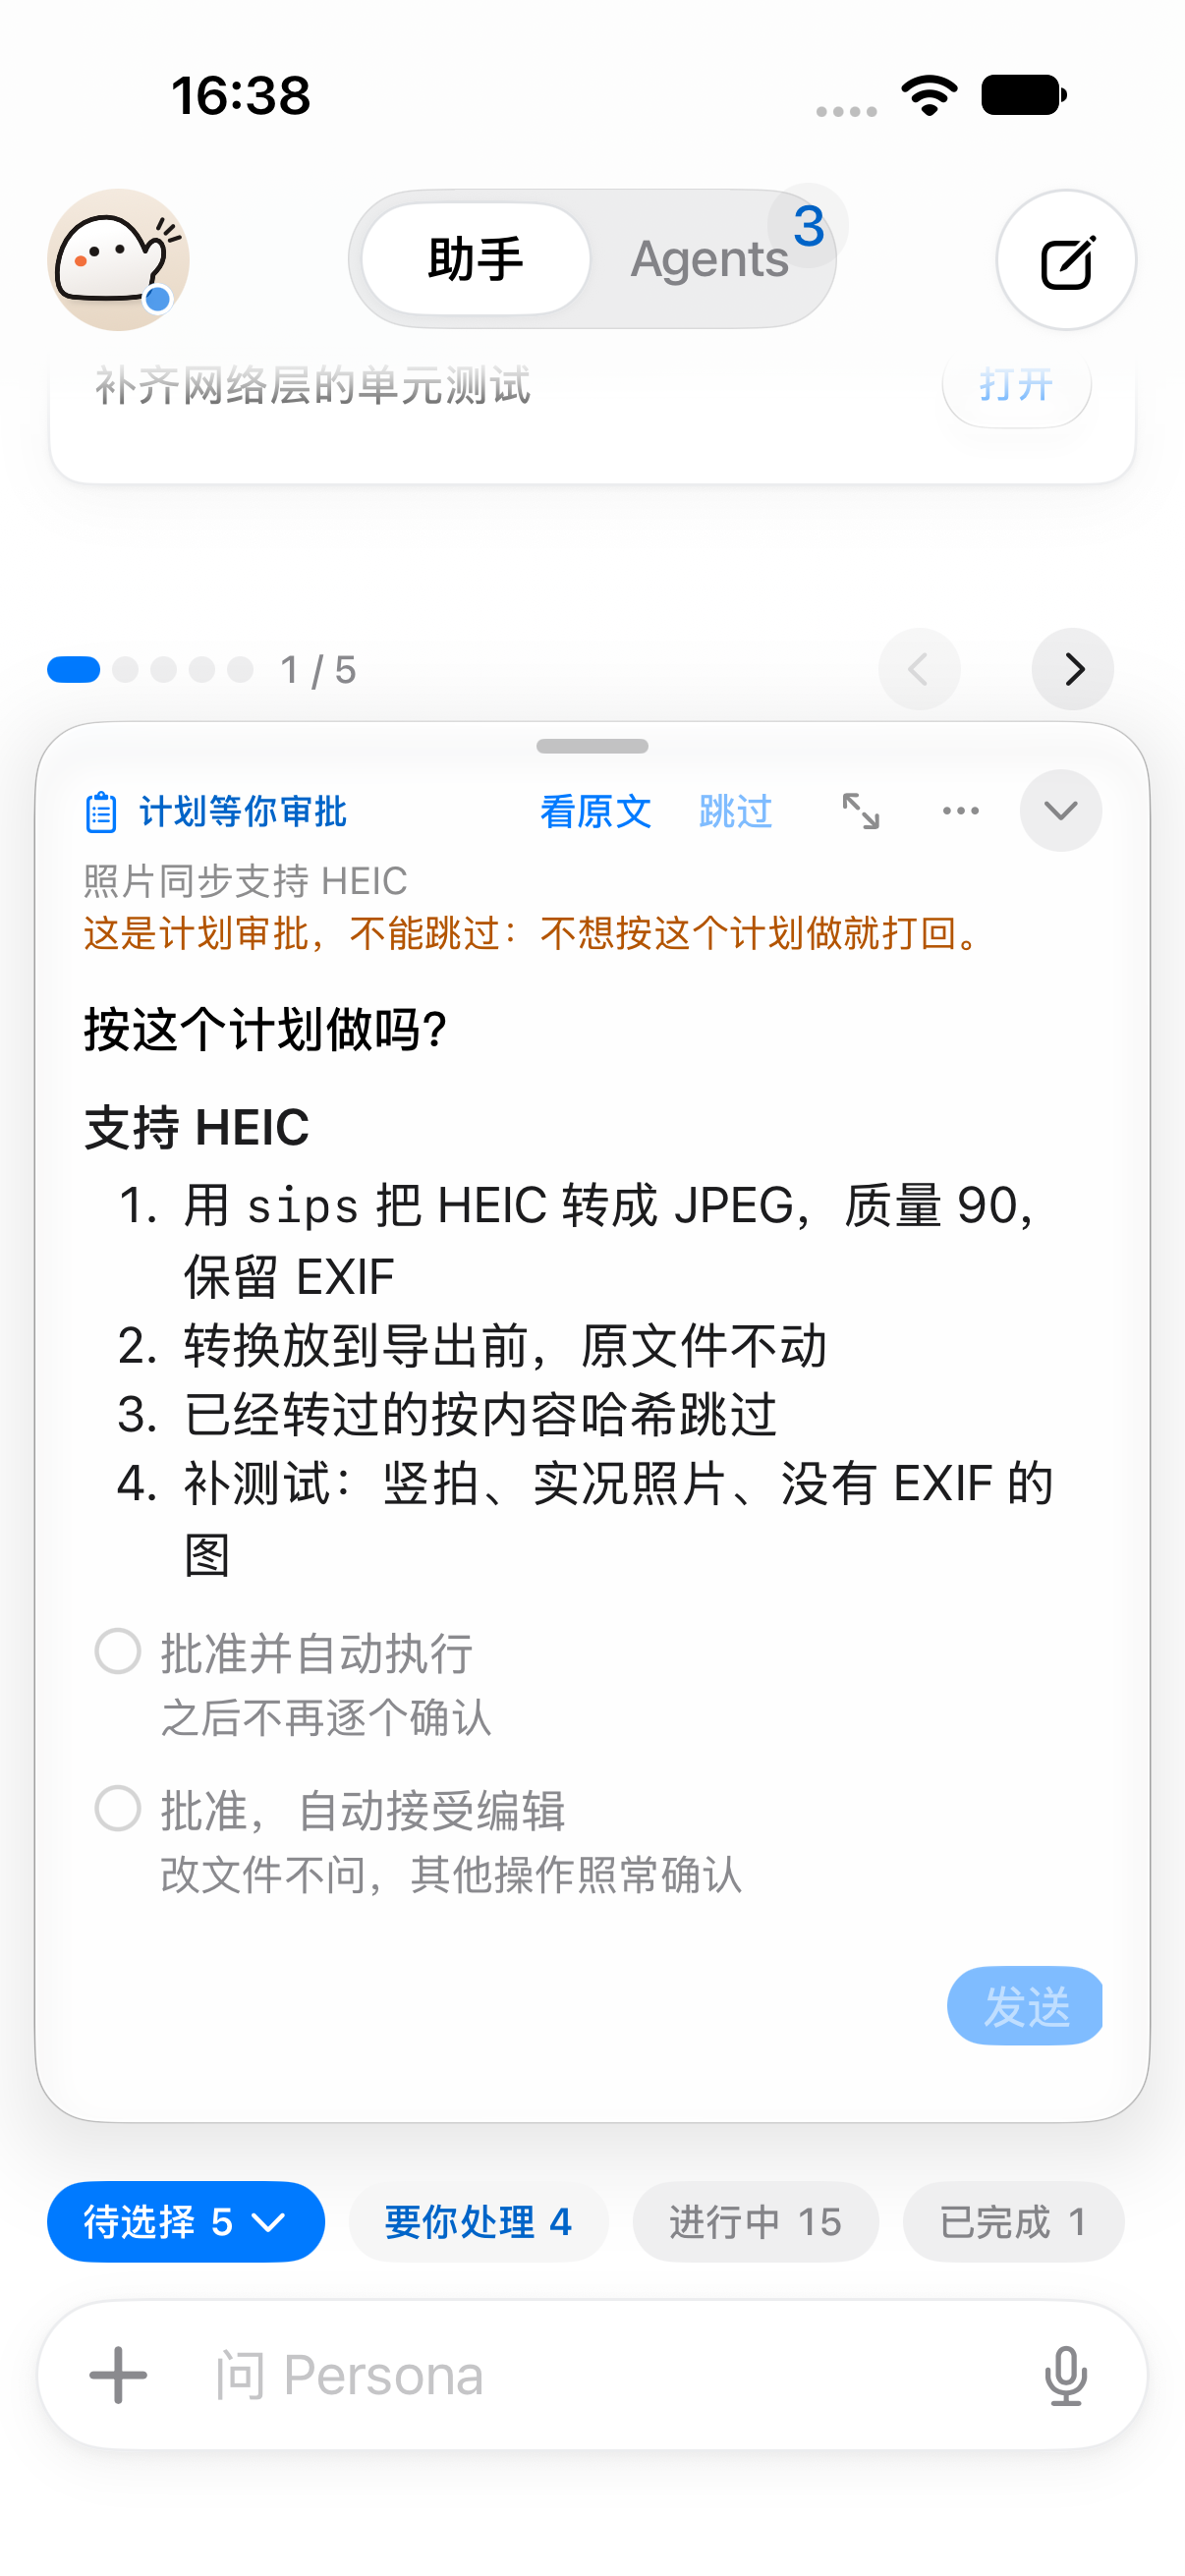 16:38
助手
Agents
3
补齐网络层的单元测试
打开
1 / 5
计划等你审批
看原文
跳过
照片同步支持 HEIC
这是计划审批，不能跳过：不想按这个计划做就打回。
按这个计划做吗？
支持 HEIC
1. 用 sips 把 HEIC 转成 JPEG，质量 90，
保留 EXIF
2. 转换放到导出前，原文件不动
3. 已经转过的按内容哈希跳过
4. 补测试：竖拍、实况照片、没有 EXIF 的
图
批准并自动执行
之后不再逐个确认
批准，自动接受编辑
改文件不问，其他操作照常确认
发送
待选择 5
要你处理 4
进行中 15
已完成 1
问 Persona